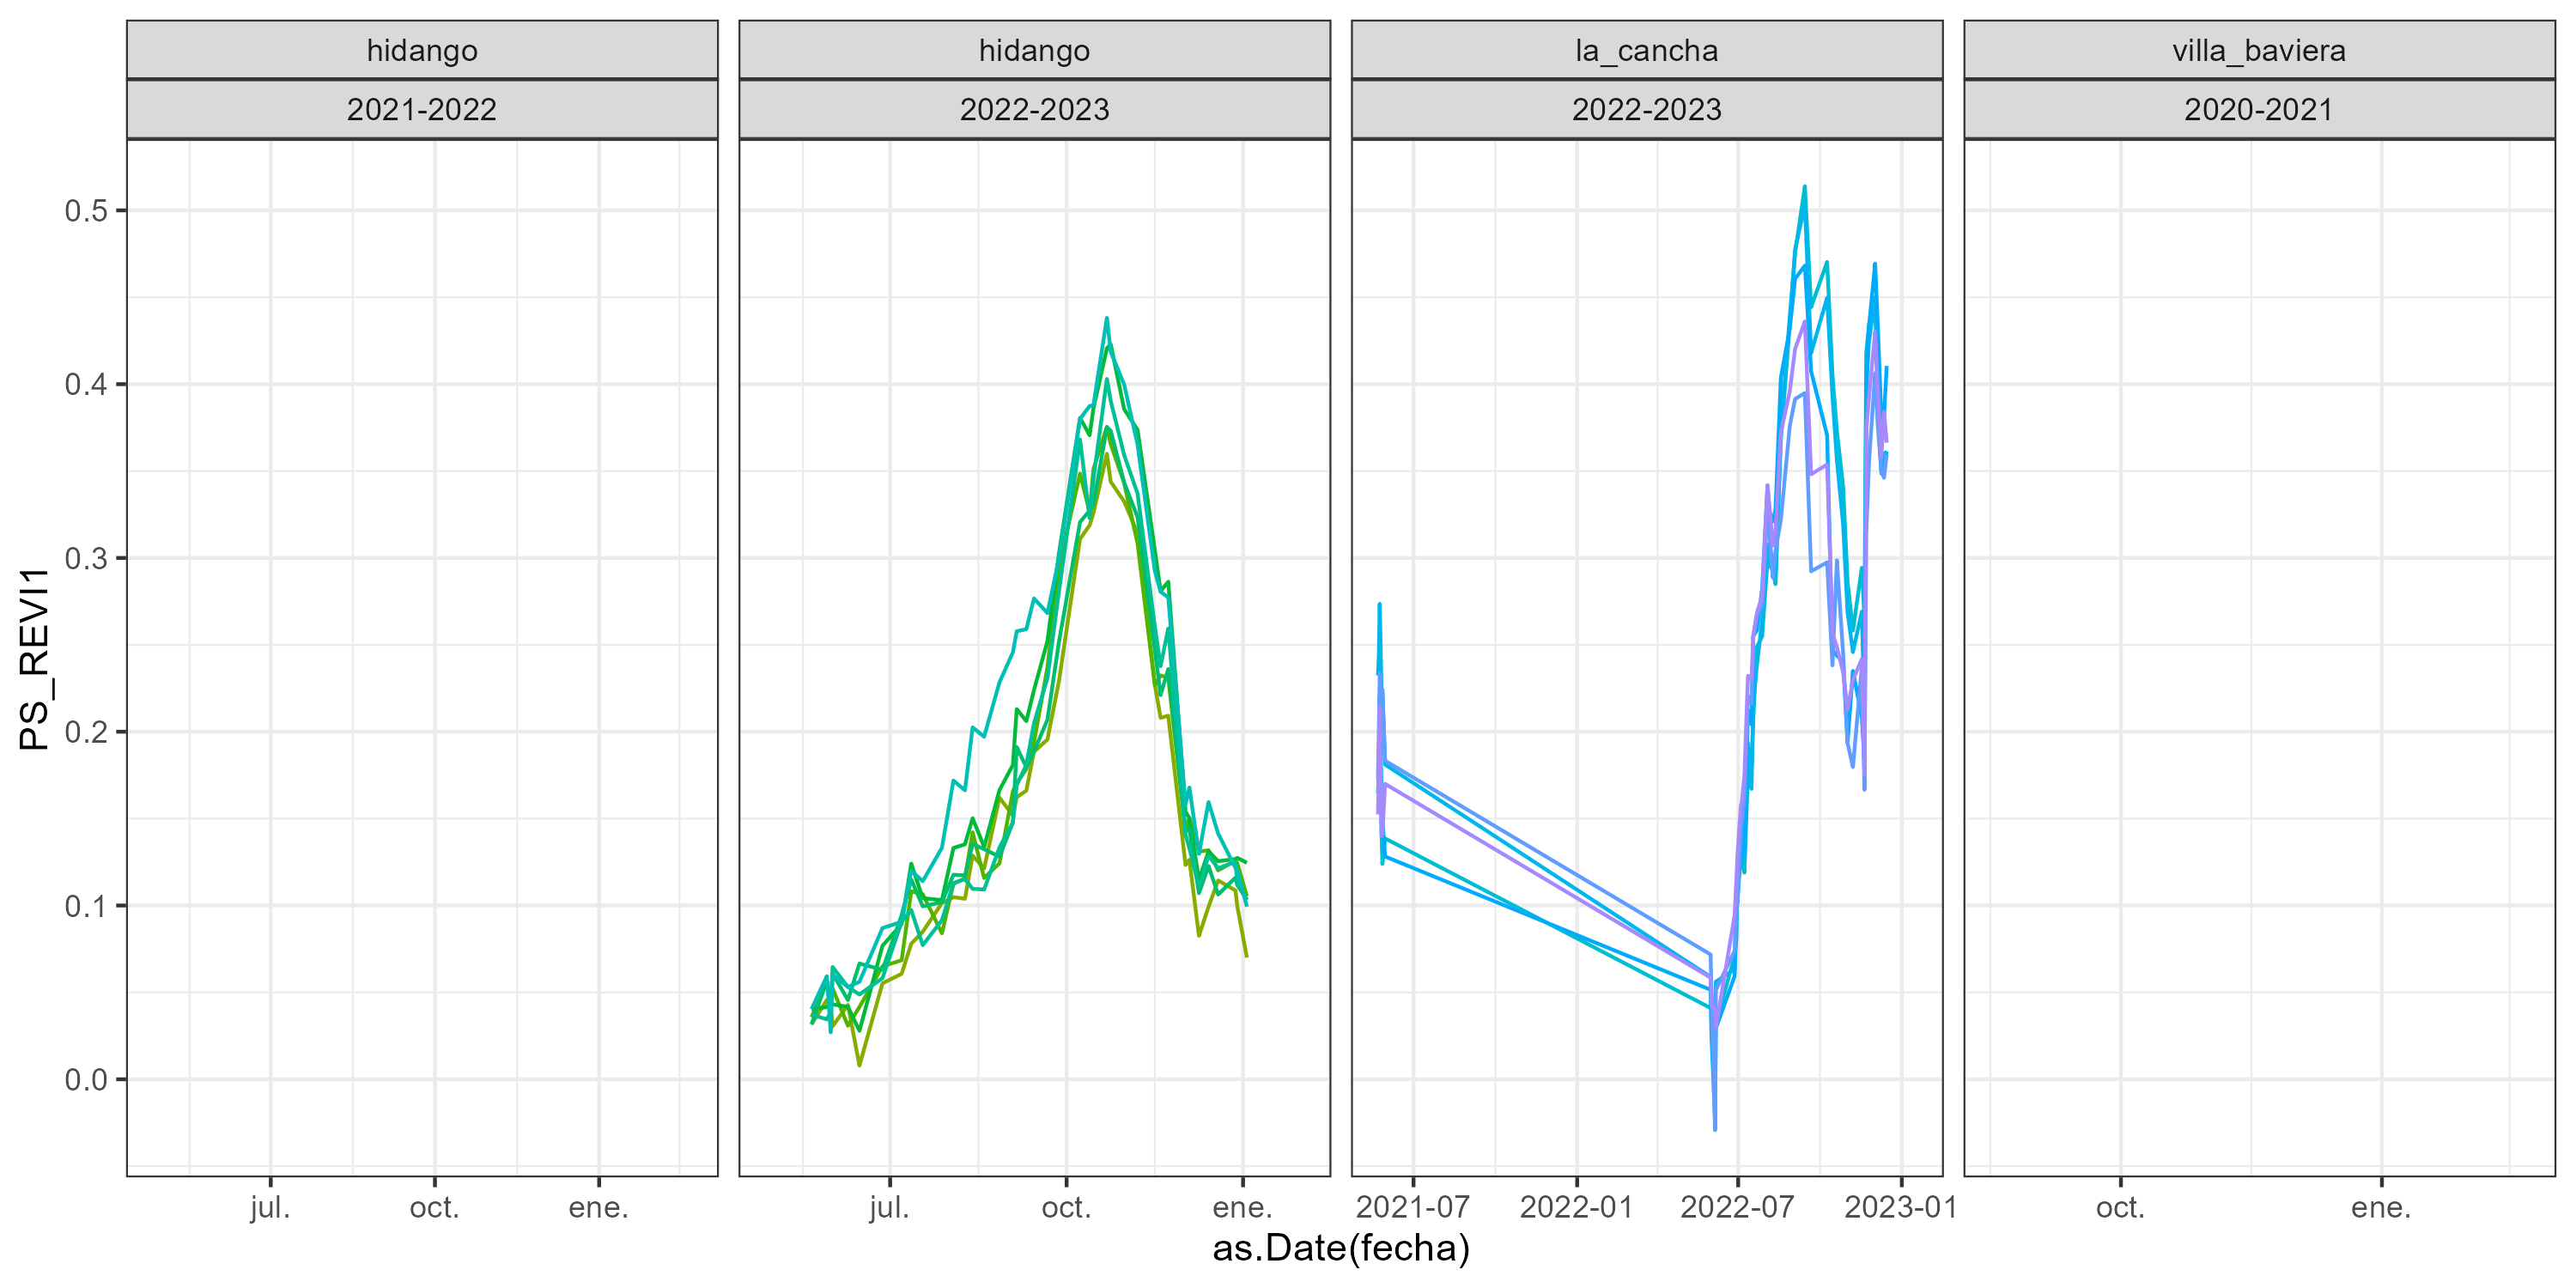 hidango hidango la_cancha villa_baviera
2021-2022 2022-2023 2022-2023 2020-2021
0.5
0.4
0.3
0.2
0.1
0.0
PS_REVI1
jul. oct. ene. jul. oct. ene. 2021-07 2022-01 2022-07 2023-01 oct. ene.
as.Date(fecha)